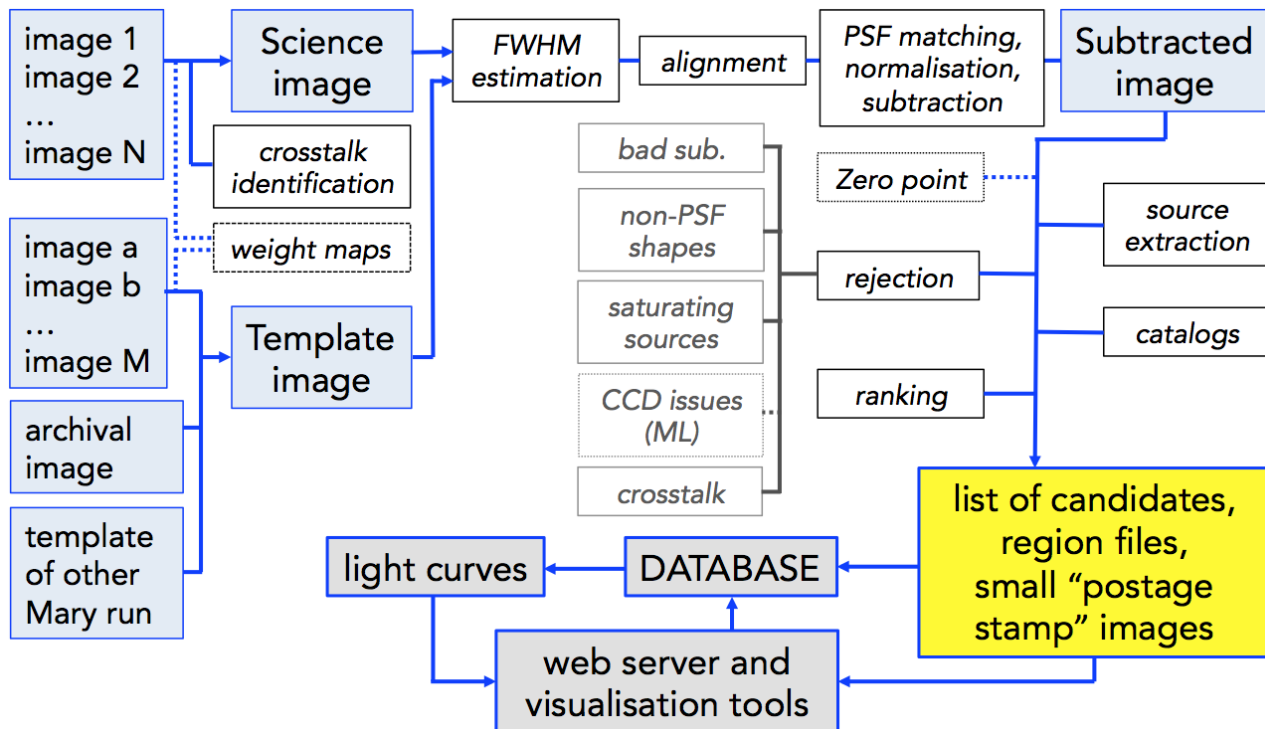 image 1
image 2
…
image N
Science
image
FWHM
estimation
alignment
PSF matching,
normalisation,
subtraction
Subtracted
image
crosstalk
identification
weight maps
image a
image b
…
image M
Template
image
archival
image
template
of other
Mary run
bad sub.
non-PSF
shapes
saturating
sources
CCD issues
(ML)
crosstalk
Zero point
rejection
ranking
source
extraction
catalogs
list of candidates,
region files,
small “postage
stamp” images
DATABASE
light curves
web server and
visualisation tools